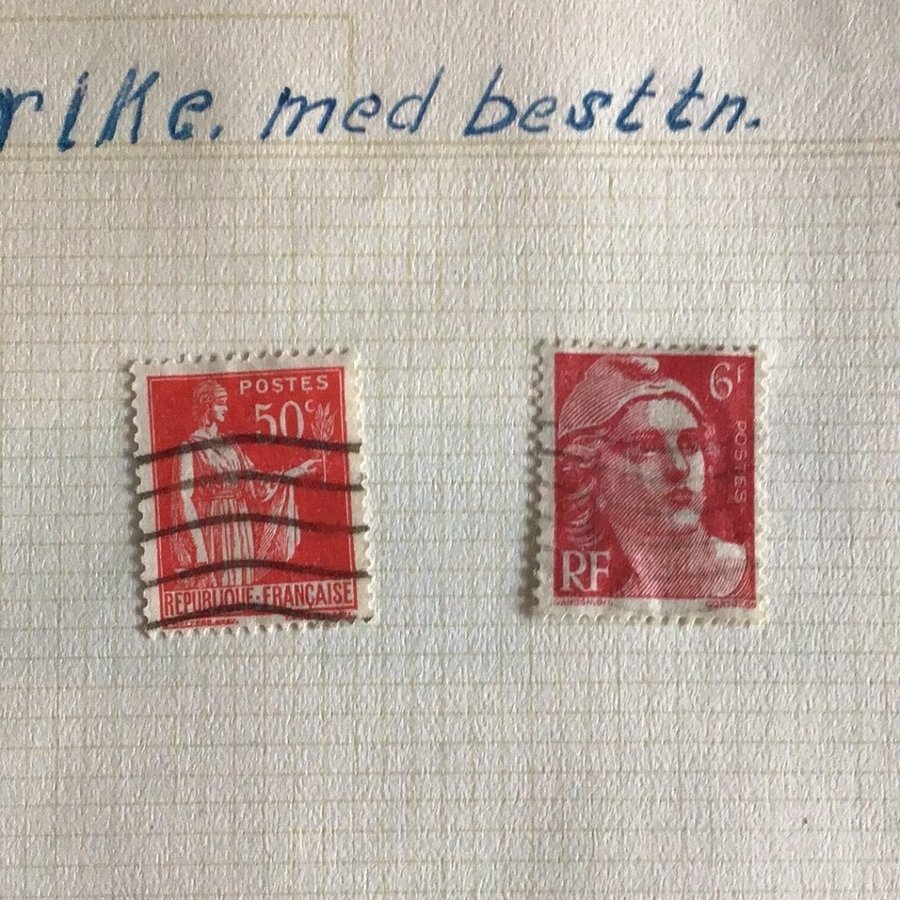 rike. med besttn.
POSTES
50c
REPUBLIQUE·FRANÇAISE
6F
POSTES
RF